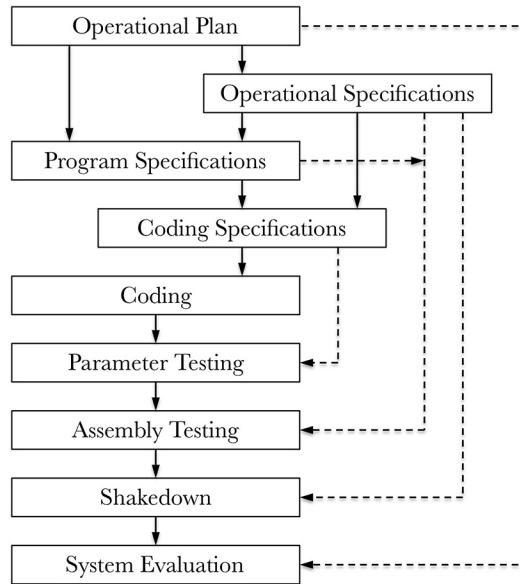 Operational Plan
Operational Specifications
Program Specifications
Coding Specifications
Coding
Parameter Testing
Assembly Testing
Shakedown
System Evaluation